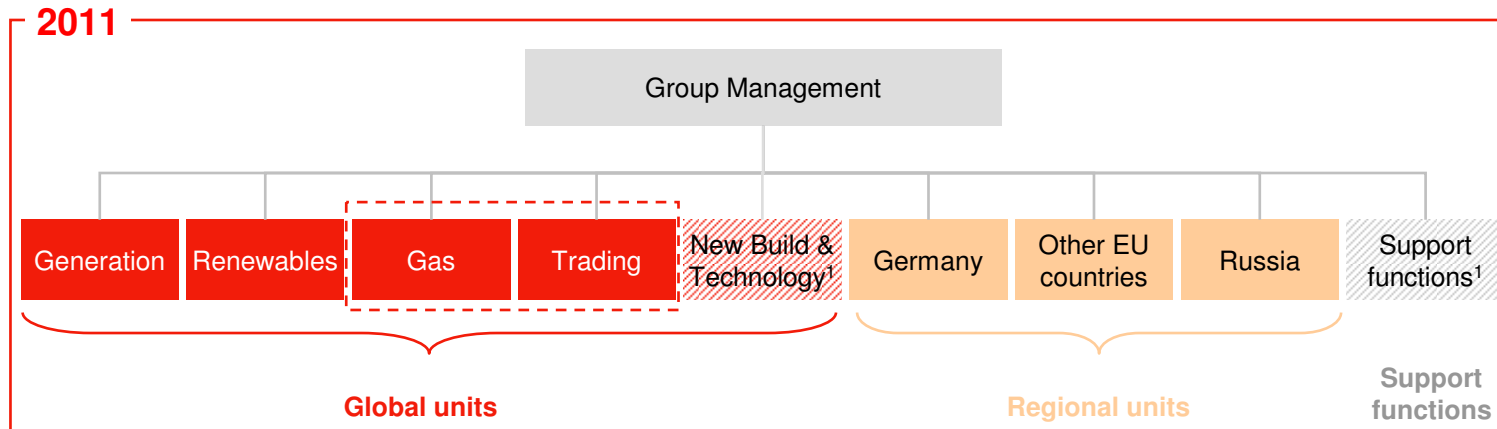 2011
Group Management
Generation
Renewables
Gas
Trading
New Build &
Technology¹
Germany
Other EU
countries
Russia
Support
functions¹
Global units
Regional units
Support
functions